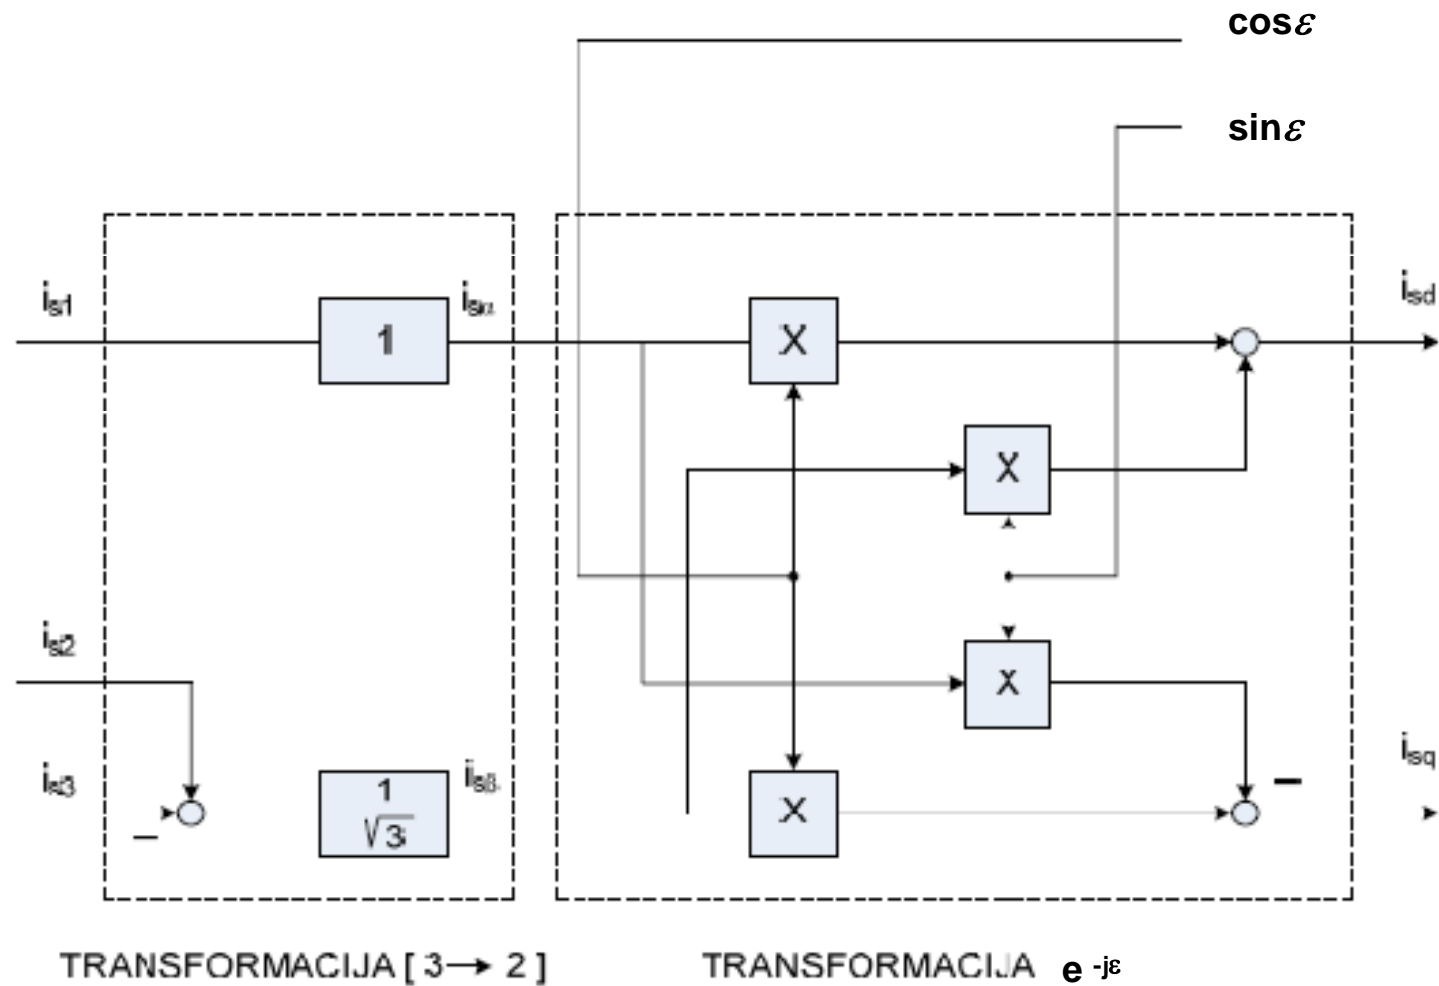 cosε
sinε
is1
isα
isd
1
X
X
is2
X
isq
is3
1
√3
isβ
X
–
–
TRANSFORMACIJA [ 3→ 2 ]
TRANSFORMACIJA e -jε